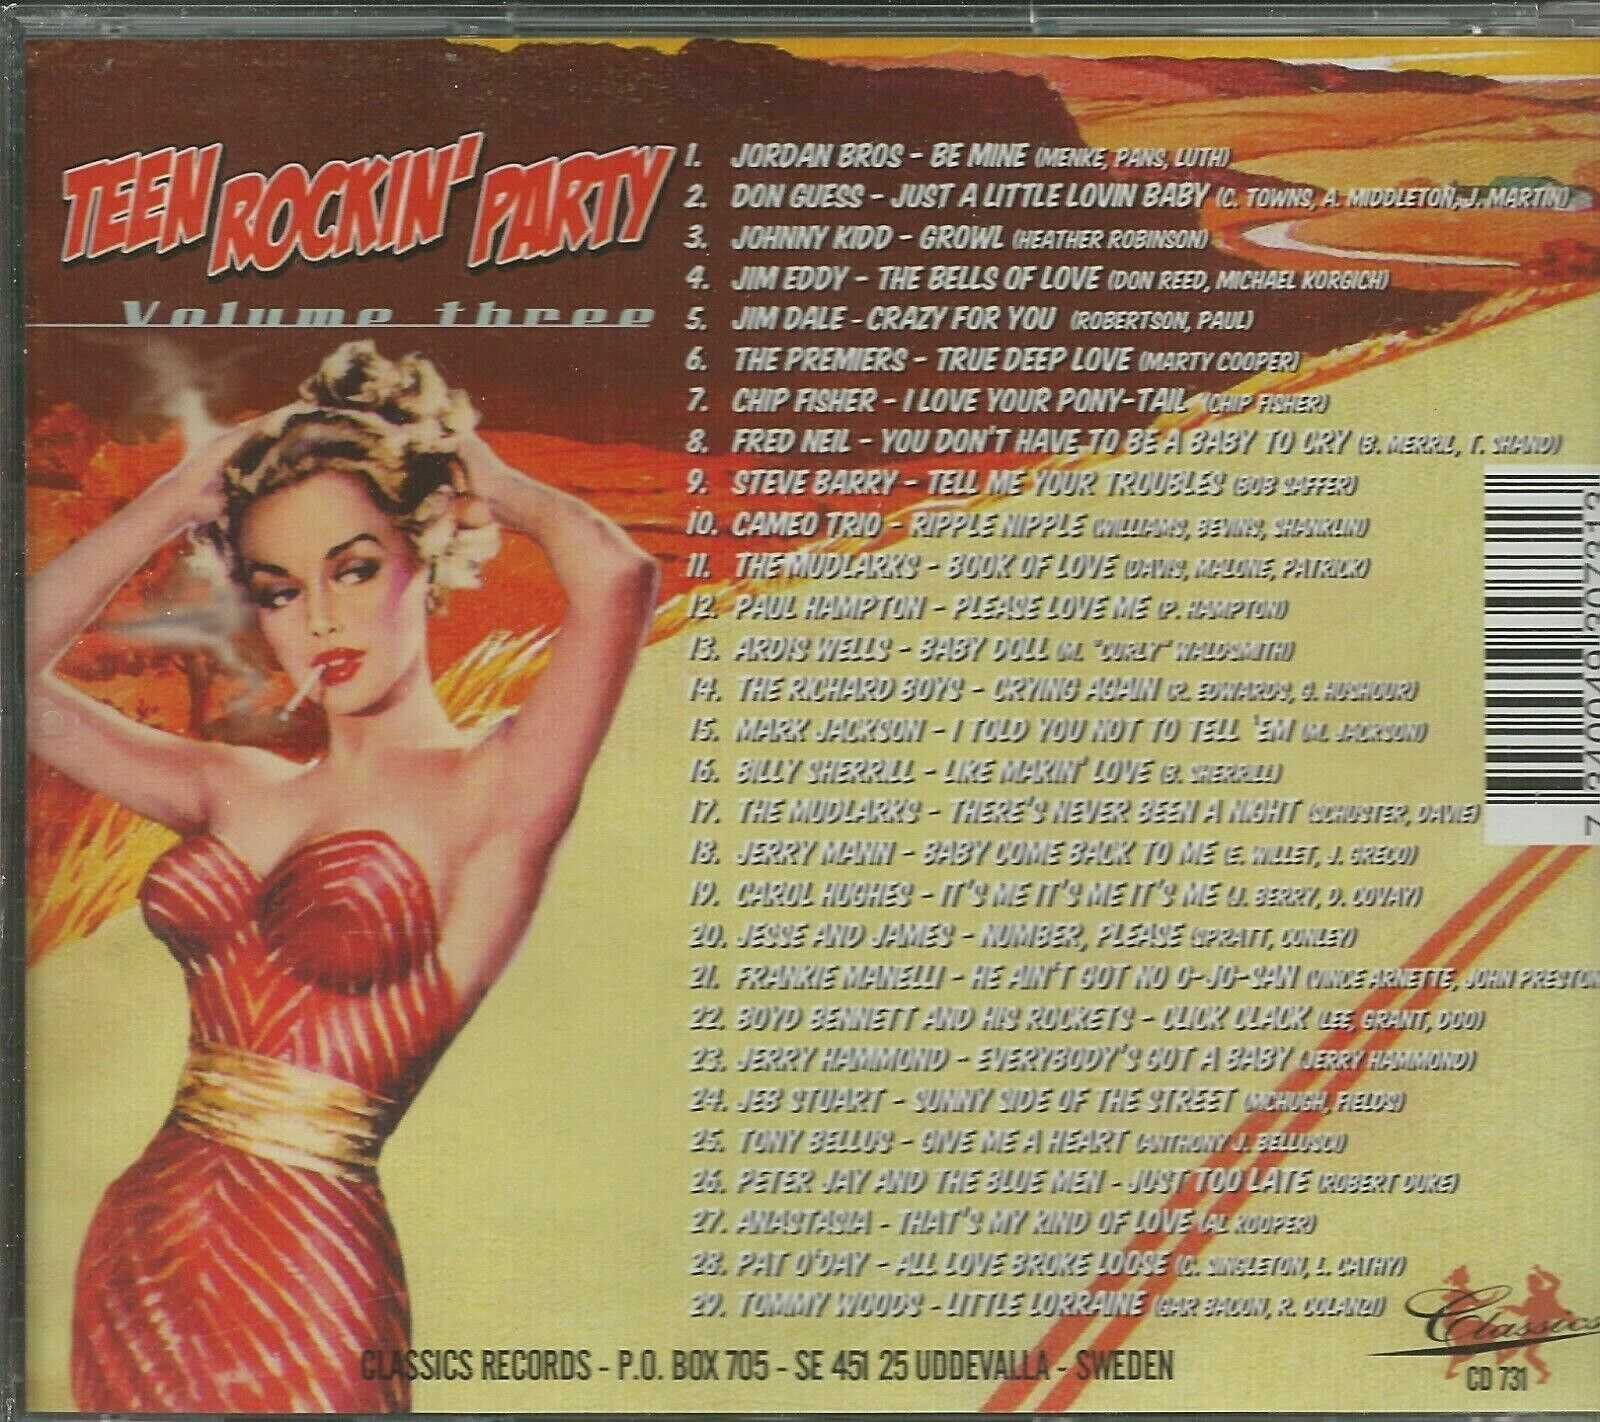 TEEN ROCKIN' PARTY
Volume three
1. JORDAN BROS - BE MINE (MENKE, PANS, LUTH)
2. DON GUESS - JUST A LITTLE LOVIN BABY (C. TOWNS, A. MIDDLETON, J. MARTIN)
3. JOHNNY KIDD - GROWL (HEATHER ROBINSON)
4. JIM EDDY - THE BELLS OF LOVE (DON REED, MICHAEL KORGICH)
5. JIM DALE - CRAZY FOR YOU (ROBERTSON, PAUL)
6. THE PREMIERS - TRUE DEEP LOVE (MARTY COOPER)
7. CHIP FISHER - I LOVE YOUR PONY-TAIL (CHIP FISHER)
8. FRED NEIL - YOU DON'T HAVE TO BE A BABY TO CRY (B. MERRIL, T. SHAND)
9. STEVE BARRY - TELL ME YOUR TROUBLES (BOB SAFFER)
10. CAMEO TRIO - RIPPLE NIPPLE (WILLIAMS, BEVINS, SHANKLIN)
11. THE MUDLARKS - BOOK OF LOVE (DAVIS, MALONE, PATRICK)
12. PAUL HAMPTON - PLEASE LOVE ME (P. HAMPTON)
13. ARDIS WELLS - BABY DOLL (M. "CURLY" WALDSMITH)
14. THE RICHARD BOYS - CRYING AGAIN (R. EDWARDS, G. HUSHOUR)
15. MARK JACKSON - I TOLD YOU NOT TO TELL 'EM (M. JACKSON)
16. BILLY SHERRILL - LIKE MAKIN' LOVE (B. SHERRILL)
17. THE MUDLARKS - THERE'S NEVER BEEN A NIGHT (SCHUSTER, DAVIE)
18. JERRY MANN - BABY COME BACK TO ME (E. WILLET, J. GRECO)
19. CAROL HUGHES - IT'S ME IT'S ME IT'S ME (J. BERRY, D. COVAY)
20. JESSE AND JAMES - NUMBER, PLEASE (SPRATT, CONLEY)
21. FRANKIE MANELLI - HE AIN'T GOT NO O-JO-SAN (VINCE ARNETTE, JOHN PRESTON
22. BOYD BENNETT AND HIS ROCKETS - CLICK CLACK (LEE, GRANT, DOO)
23. JERRY HAMMOND - EVERYBODY'S GOT A BABY (JERRY HAMMOND)
24. JEB STUART - SUNNY SIDE OF THE STREET (MCHUGH, FIELDS)
25. TONY BELLUS - GIVE ME A HEART (ANTHONY J. BELLUSCI)
26. PETER JAY AND THE BLUE MEN - JUST TOO LATE (ROBERT DUKE)
27. ANASTASIA - THAT'S MY KIND OF LOVE (AL KOOPER)
28. PAT O'DAY - ALL LOVE BROKE LOOSE (C. SINGLETON, L. CATHY)
29. TOMMY WOODS - LITTLE LORRAINE (GAR BACON, R. COLANZI)
Classics
CD 731
CLASSICS RECORDS - P.O. BOX 705 - SE 451 25 UDDEVALLA - SWEDEN